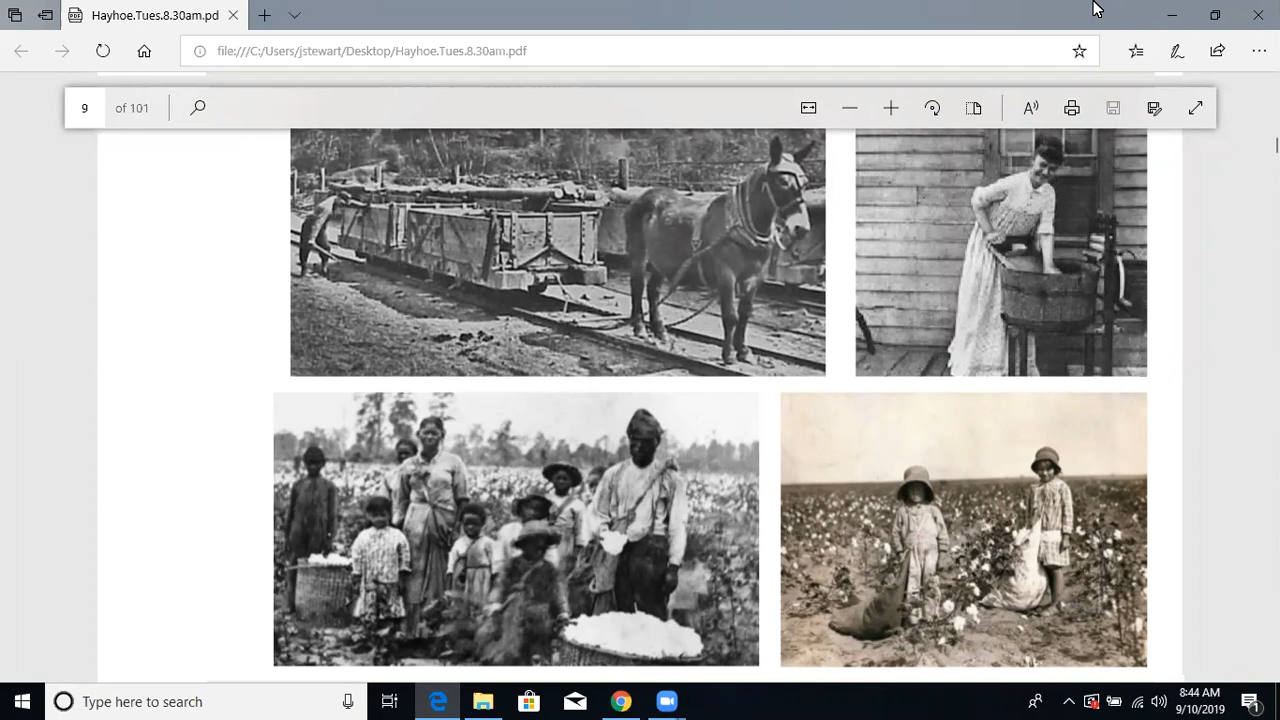 Hayhoe.Tues.8.30am.pd
file:///C:/Users/jstewart/Desktop/Hayhoe.Tues.8.30am.pdf
9 of 101
Type here to search
8:44 AM
9/10/2019
1